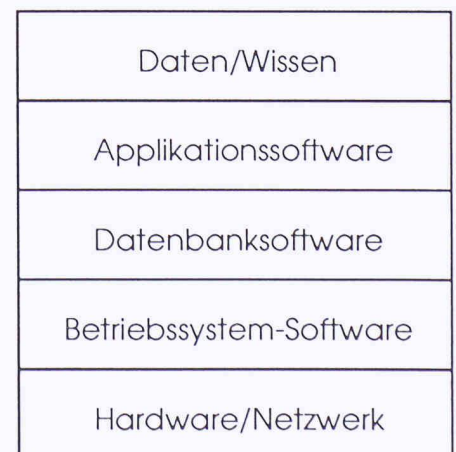 Daten/Wissen
Applikationssoftware
Datenbanksoftware
Betriebssystem-Software
Hardware/Netzwerk